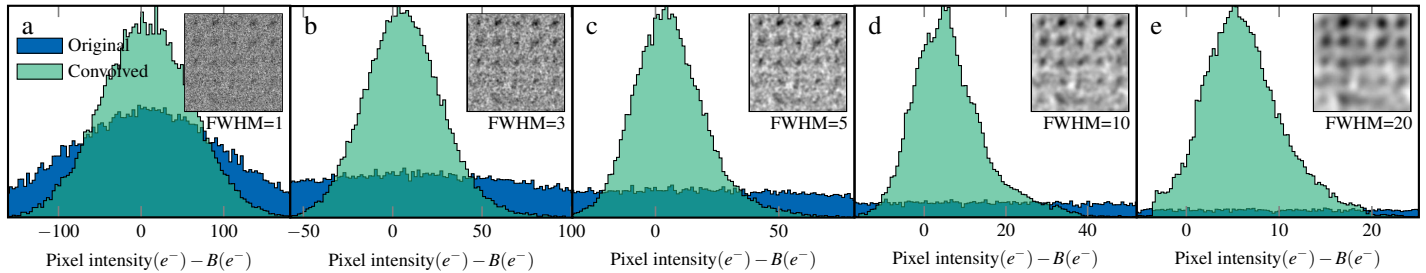 a b c d e
Original
Convolved
FWHM=1 FWHM=3 FWHM=5 FWHM=10 FWHM=20
−100 0 100 −50 0 50 100 0 50 0 20 40 0 10 20
Pixel intensity(e⁻) − B(e⁻) Pixel intensity(e⁻) − B(e⁻) Pixel intensity(e⁻) − B(e⁻) Pixel intensity(e⁻) − B(e⁻) Pixel intensity(e⁻) − B(e⁻)